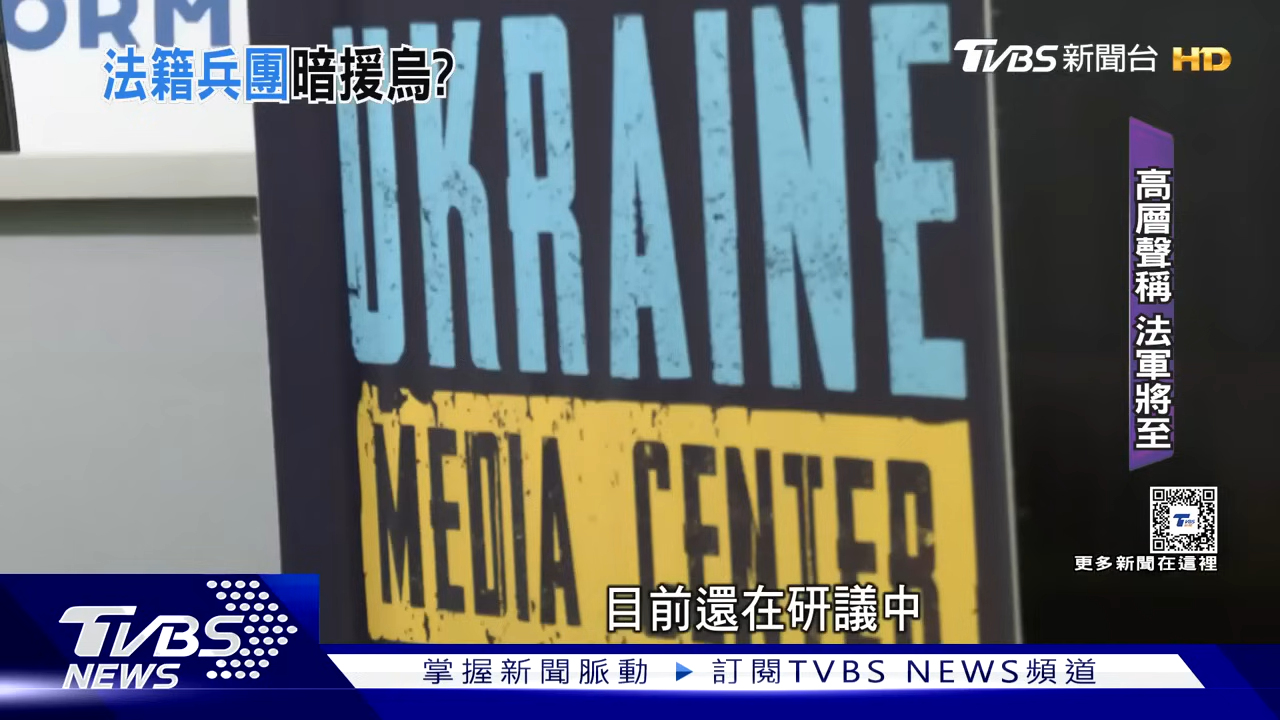 ORM
法籍兵團暗援烏?
TVBS新聞台 HD
UKRAINE
MEDIA CENTER
高層聲稱 法軍將至
TVBS
更多新聞在這裡
目前還在研議中
TVBS
NEWS
掌握新聞脈動 ▶ 訂閱TVBS NEWS頻道